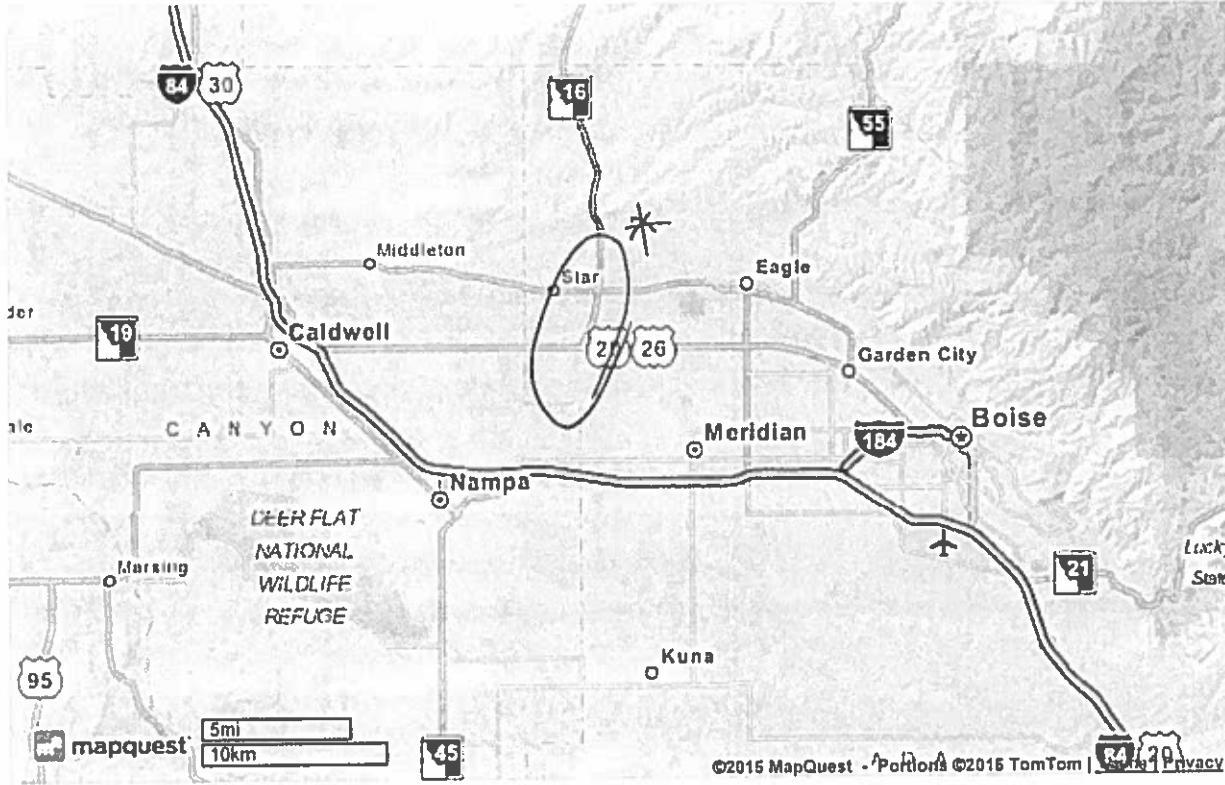 84 30
16
55
Middleton
Star
Eagle
19
Caldwell
26
Garden City
CANYON
Meridian
184
Boise
Nampa
DEER FLAT
NATIONAL
WILDLIFE
REFUGE
Marsing
21
Kuna
95
mapquest
5mi
10km
45
84
©2015 MapQuest - Portions ©2015 TomTom | Privacy